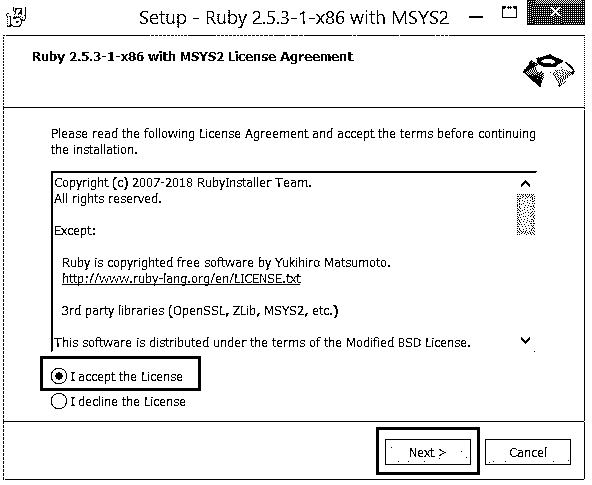 Setup - Ruby 2.5.3-1-x86 with MSYS2
Ruby 2.5.3-1-x86 with MSYS2 License Agreement
Please read the following License Agreement and accept the terms before continuing
the installation.
Copyright (c) 2007-2018 RubyInstaller Team.
All rights reserved.
Except:
Ruby is copyrighted free software by Yukihiro Matsumoto.
http://www.ruby-lang.org/en/LICENSE.txt
3rd party libraries (OpenSSL, ZLib, MSYS2, etc.)
This software is distributed under the terms of the Modified BSD License.
I accept the License
I decline the License
Next >
Cancel